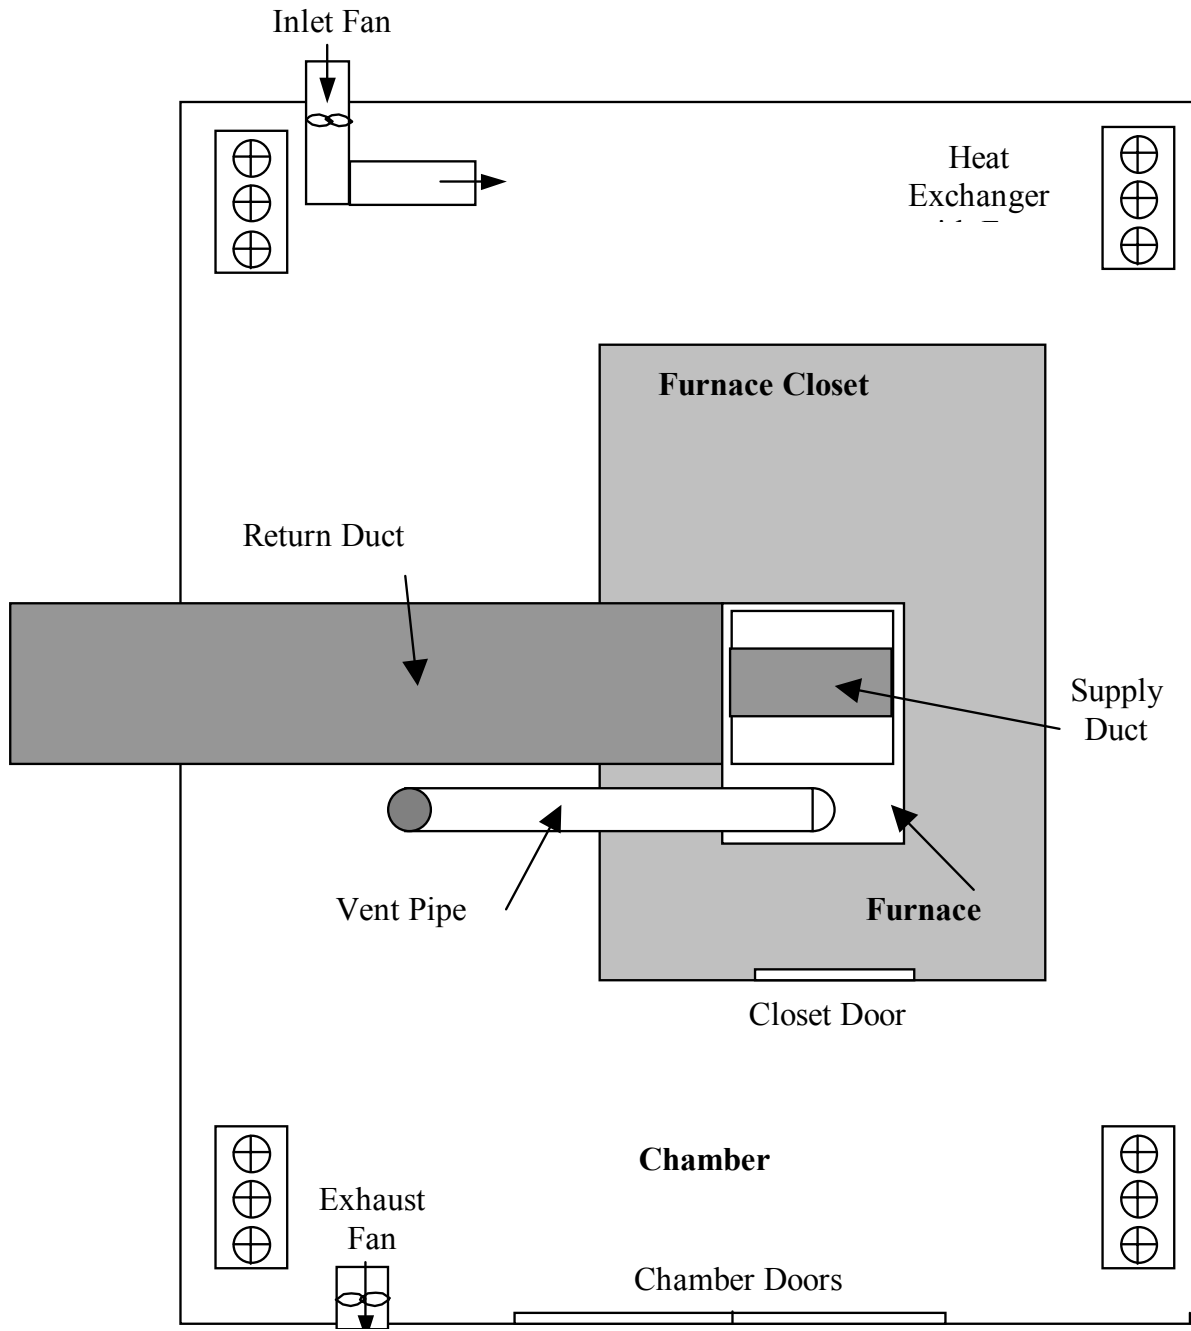 Inlet Fan
Heat
Exchanger
Furnace Closet
Return Duct
Supply
Duct
Vent Pipe
Furnace
Closet Door
Chamber
Exhaust
Fan
Chamber Doors